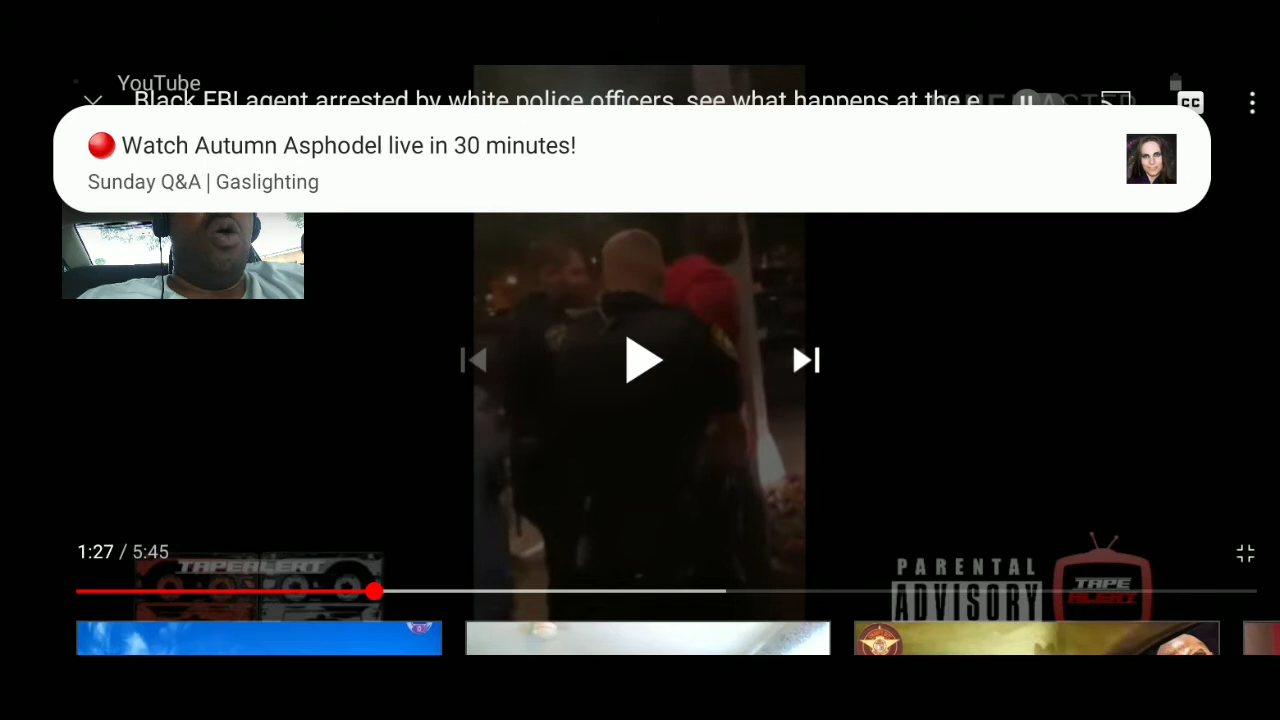 YouTube
Black FBI agent arrested by white police officers, see what happens at the e
CC
Watch Autumn Asphodel live in 30 minutes!
Sunday Q&A | Gaslighting
1:27 / 5:45
TAPEALERT
PARENTAL
ADVISORY
TAPE
ALERT